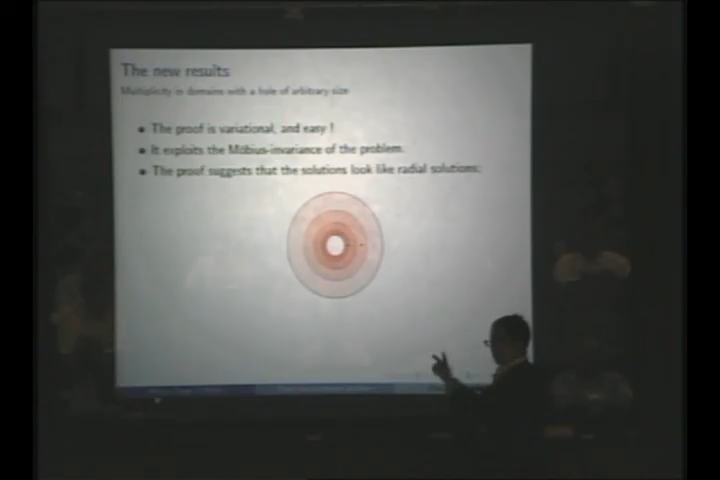 The new results
Multiplicity in domains with a hole of arbitrary size
The proof is variational, and easy !
It exploits the Möbius-invariance of the problem.
The proof suggests that the solutions look like radial solutions: